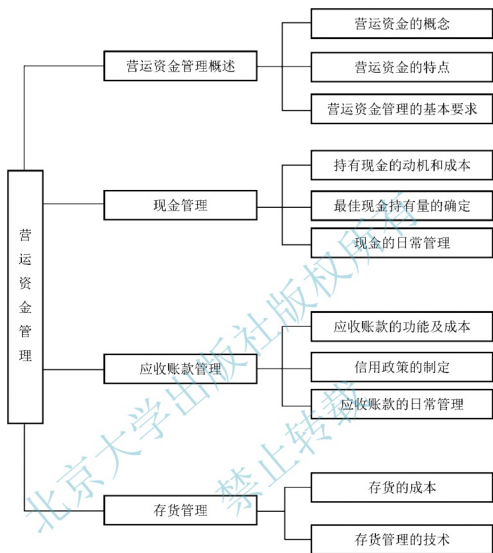 营运资金管理
营运资金管理概述
营运资金的概念
营运资金的特点
营运资金管理的基本要求
现金管理
持有现金的动机和成本
最佳现金持有量的确定
现金的日常管理
应收账款管理
应收账款的功能及成本
信用政策的制定
应收账款的日常管理
存货管理
存货的成本
存货管理的技术
北京大学出版社版权所有
禁止转载